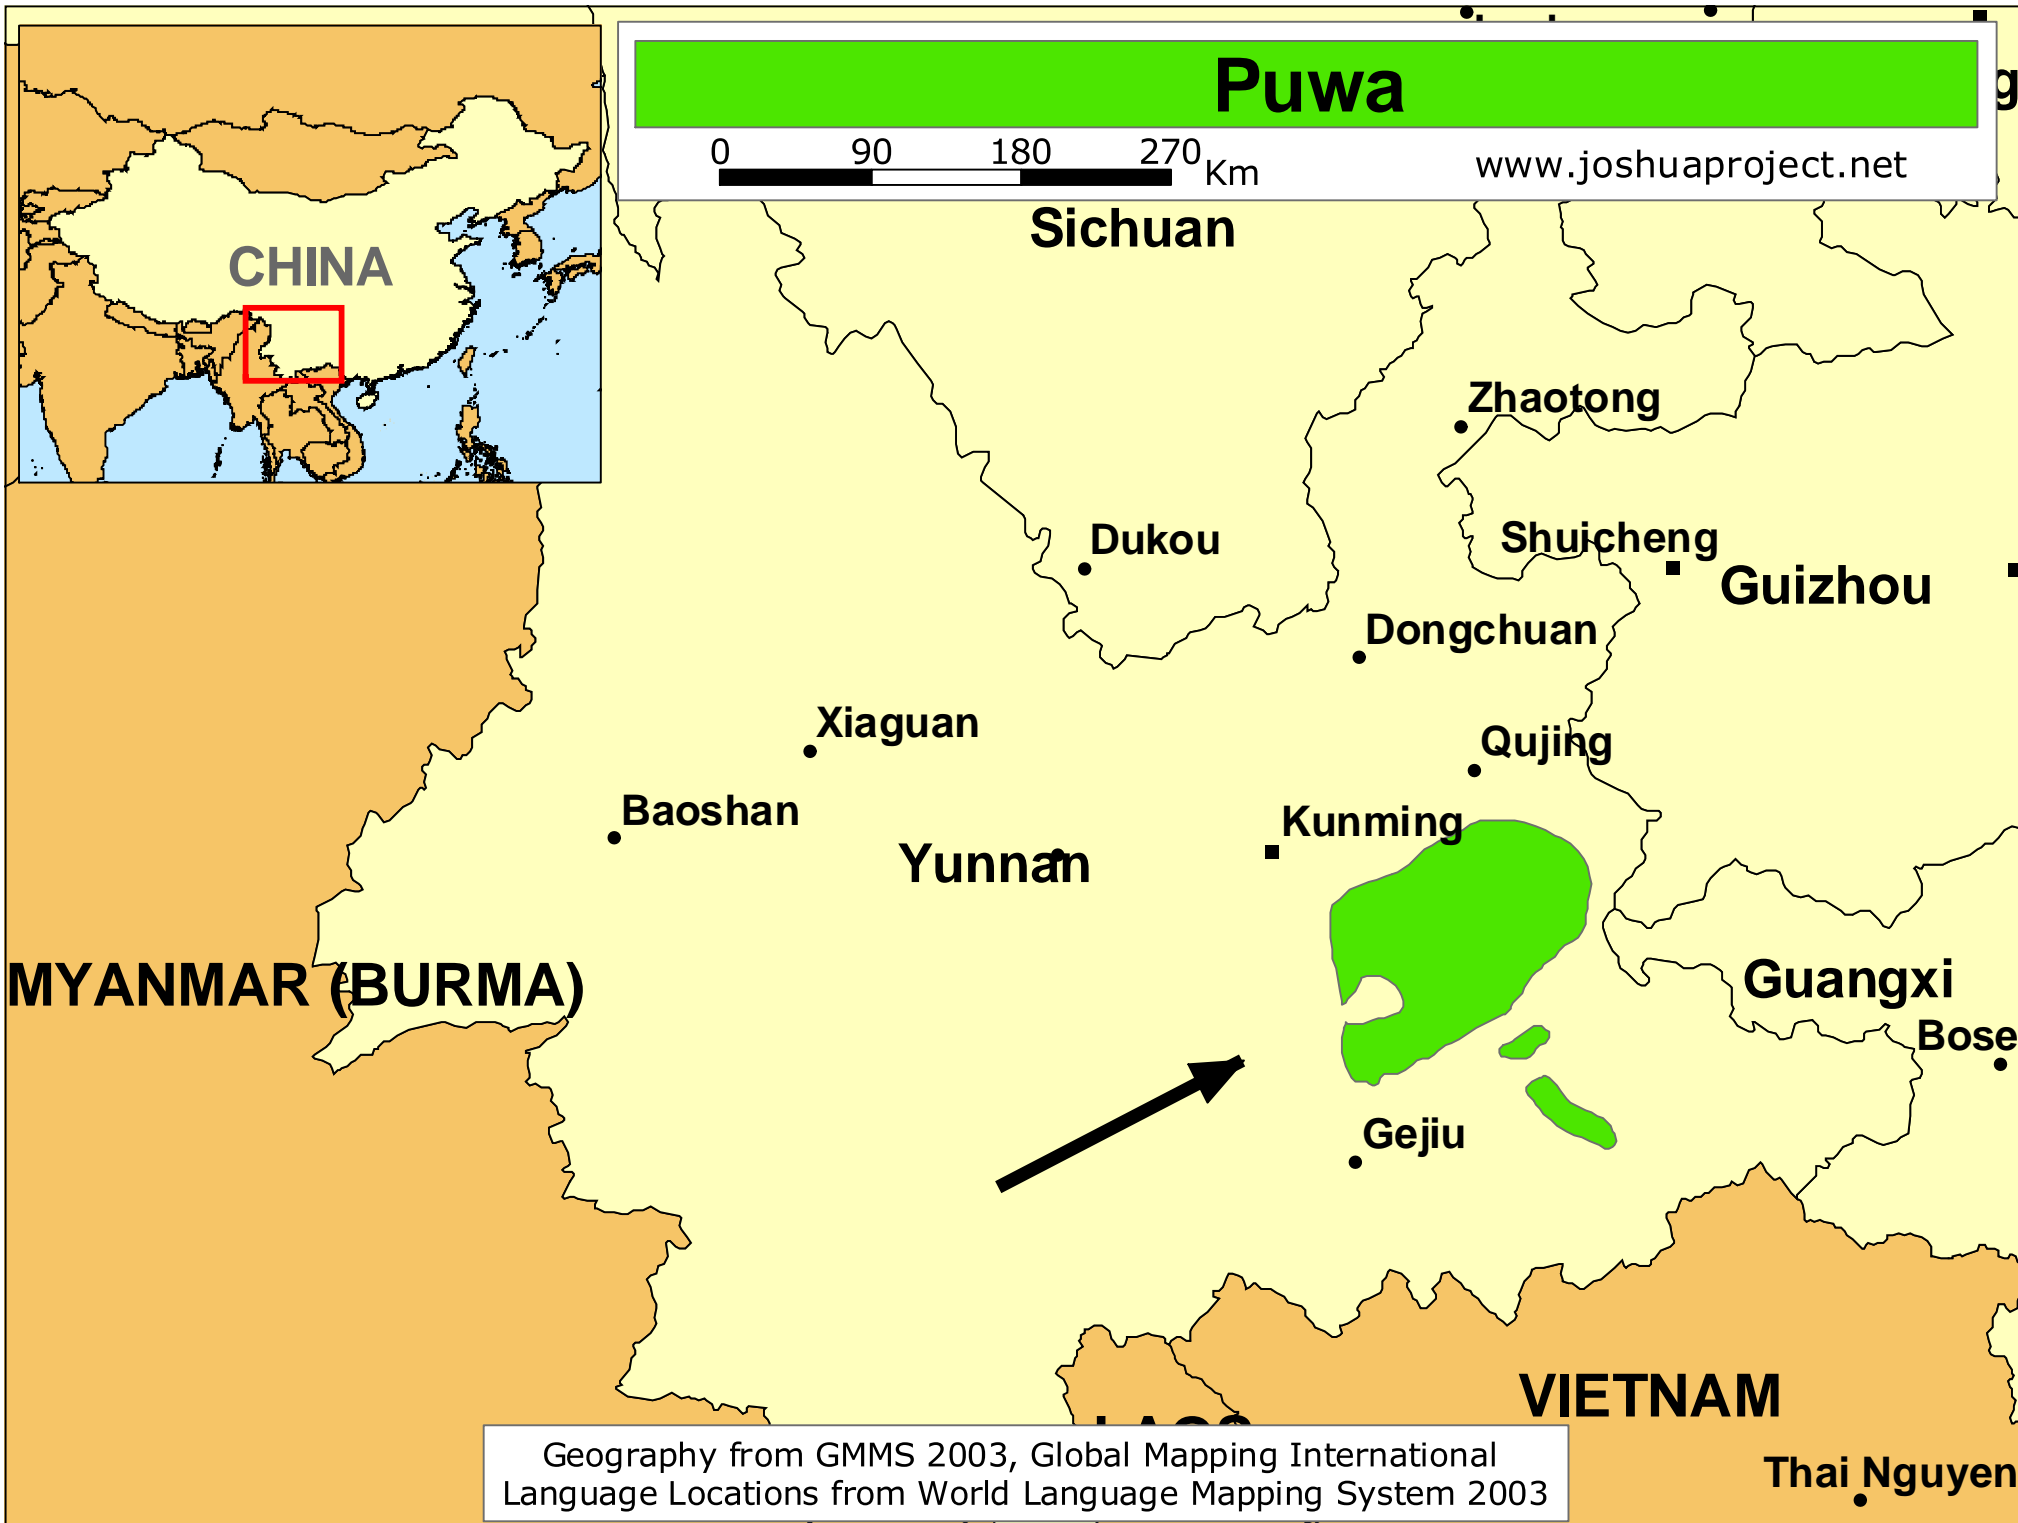 Puwa
0 90 180 270 Km
www.joshuaproject.net
CHINA
Sichuan
Zhaotong
Dukou
Shuicheng
Guizhou
Dongchuan
Xiaguan
Qujing
Baoshan
Kunming
Yunnan
MYANMAR (BURMA)
Guangxi
Bose
Gejiu
VIETNAM
Thai Nguyen
Geography from GMMS 2003, Global Mapping International
Language Locations from World Language Mapping System 2003